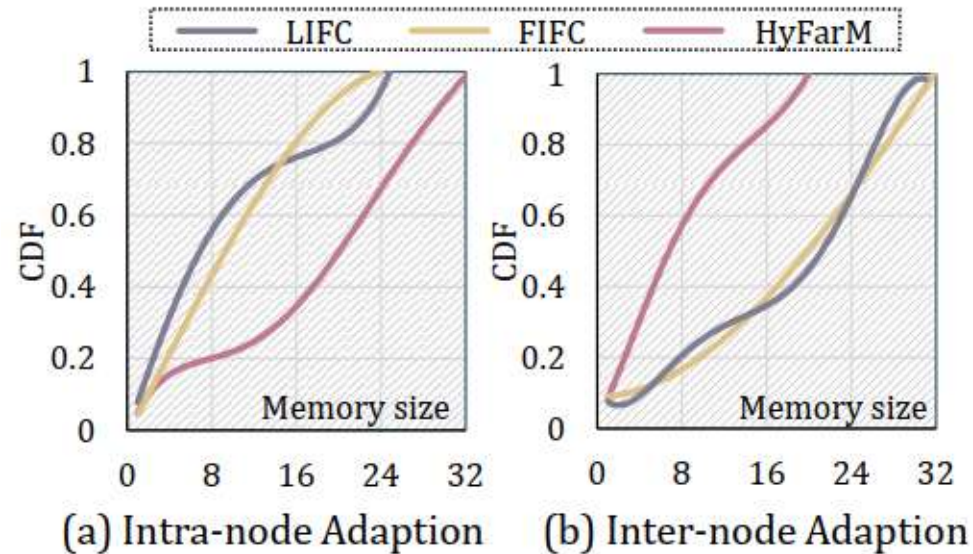 LIFC FIFC HyFarM
1 1
0.8 0.8
0.6 0.6
CDF CDF
0.4 0.4
0.2 0.2
Memory size Memory size
0 0
0 8 16 24 32 0 8 16 24 32
(a) Intra-node Adaption (b) Inter-node Adaption